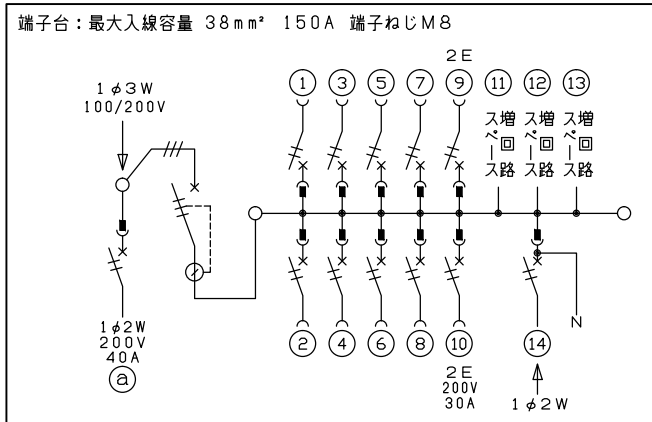 端子台：最大入線容量 38mm² 150A 端子ねじM8
1φ3W
100/200V
2E
1 3 5 7 9 11 12 13
増回路スペース 増回路スペース 増回路スペース
1φ2W
200V
40A
a
2 4 6 8 10 14
N
2E
200V
30A
1φ2W